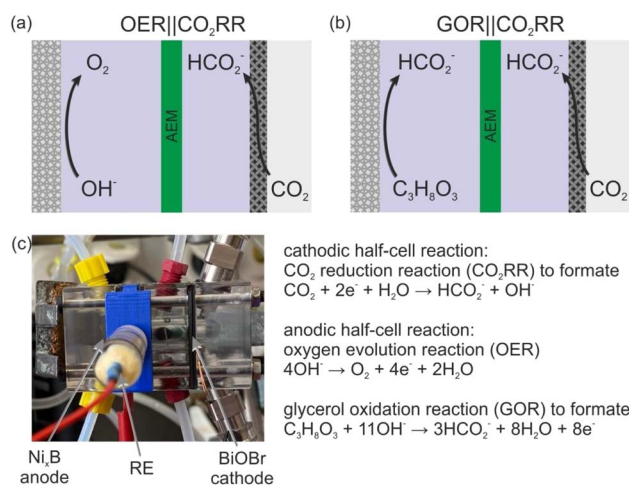 (a) OER||CO₂RR
O₂
HCO₂⁻
AEM
OH⁻
CO₂
(b) GOR||CO₂RR
HCO₂⁻
HCO₂⁻
AEM
C₃H₈O₃
CO₂
(c)
NiₓB
anode
RE
BiOBr
cathode
cathodic half-cell reaction:
CO₂ reduction reaction (CO₂RR) to formate
CO₂ + 2e⁻ + H₂O → HCO₂⁻ + OH⁻
anodic half-cell reaction:
oxygen evolution reaction (OER)
4OH⁻ → O₂ + 4e⁻ + 2H₂O
glycerol oxidation reaction (GOR) to formate
C₃H₈O₃ + 11OH⁻ → 3HCO₂⁻ + 8H₂O + 8e⁻